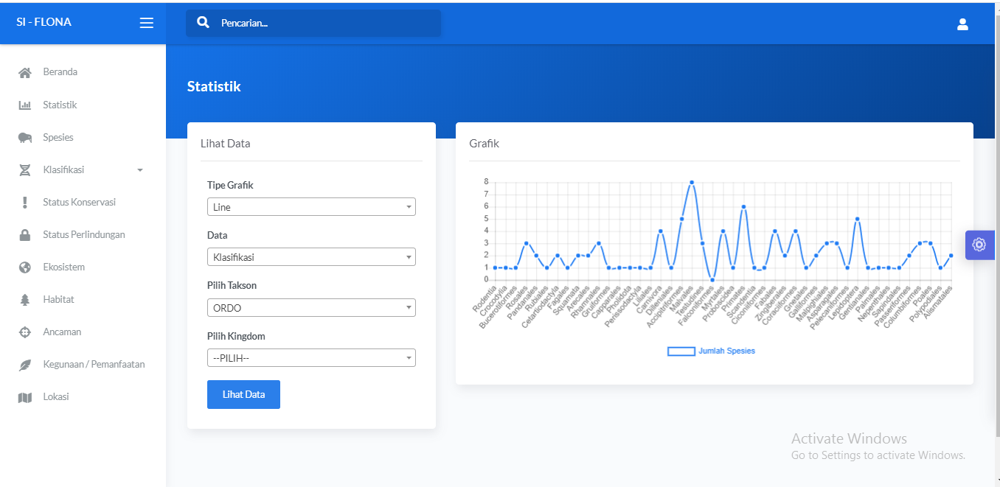 SI - FLONA
Pencarian...
Beranda
Statistik
Spesies
Klasifikasi
Status Konservasi
Status Perlindungan
Ekosistem
Habitat
Ancaman
Kegunaan / Pemanfaatan
Lokasi
Statistik
Lihat Data
Tipe Grafik
Line
Data
Klasifikasi
Pilih Takson
ORDO
Pilih Kingdom
--PILIH--
Lihat Data
Grafik
8
7
6
5
4
3
2
1
0
Rodentia
Crocodylia
Bucerotiformes
Rosales
Pandanales
Rubiales
Cetartiodactyla
Fagales
Squamata
Arecales
Rhamnales
Gruiformes
Capparales
Pholidota
Perissodactyla
Liliales
Carnivora
Dilleniales
Accipitriformes
Malvales
Testudines
Falconiformes
Myrtales
Proboscidea
Primates
Scandentia
Ciconiiformes
Fabales
Zingiberales
Coraciiformes
Gnetales
Galliformes
Malpighiales
Asparagales
Pelecaniformes
Lepidoptera
Gentianales
Palmales
Nepenthales
Sapindales
Passeriformes
Columbiformes
Poales
Polypodiales
Alismatales
Jumlah Spesies
Activate Windows
Go to Settings to activate Windows.